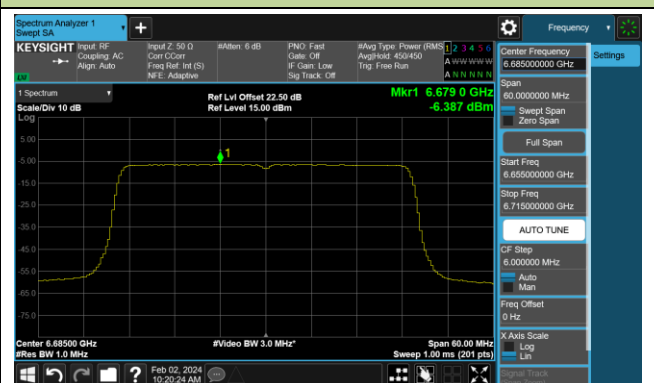 Spectrum Analyzer 1
Swept SA
+
Frequency
KEYSIGHT
Input: RF
Coupling: AC
Align: Auto
Input Z: 50 Ω
Corr CCorr
Freq Ref: Int (S)
NFE: Adaptive
#Atten: 6 dB
PNO: Fast
Gate: Off
IF Gain: Low
Sig Track: Off
#Avg Type: Power (RMS
Avg|Hold: 450/450
Trig: Free Run
1 2 3 4 5 6
A W W W W W
A N N N N N
LXI
1 Spectrum
Scale/Div 10 dB
Log
Ref Lvl Offset 22.50 dB
Ref Level 15.00 dBm
Mkr1 6.679 0 GHz
-6.387 dBm
1
5.00
-5.00
-15.0
-25.0
-35.0
-45.0
-55.0
-65.0
-75.0
Center 6.68500 GHz
#Res BW 1.0 MHz
#Video BW 3.0 MHz*
Span 60.00 MHz
Sweep 1.00 ms (201 pts)
Center Frequency
6.685000000 GHz
Settings
Span
60.0000000 MHz
Swept Span
Zero Span
Full Span
Start Freq
6.655000000 GHz
Stop Freq
6.715000000 GHz
AUTO TUNE
CF Step
6.000000 MHz
Auto
Man
Freq Offset
0 Hz
X Axis Scale
Log
Lin
Signal Track
?
Feb 02, 2024
10:20:24 AM